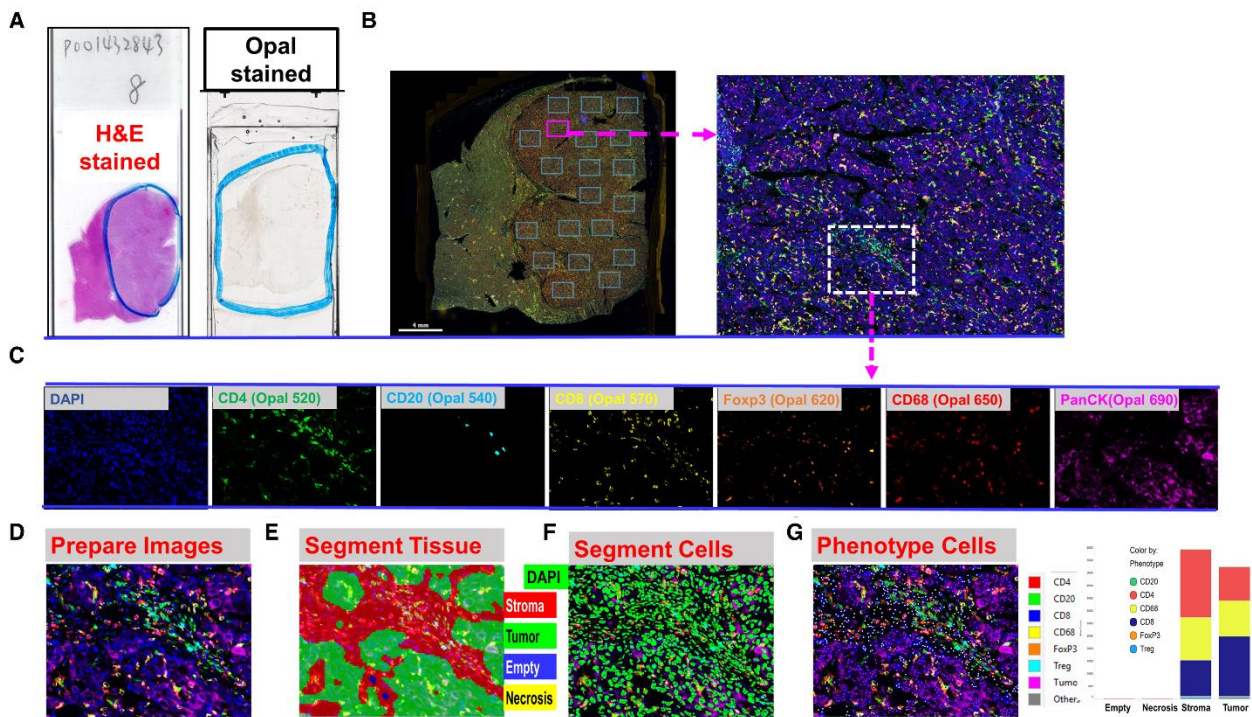 A
P001432843
8
H&E
stained
Opal
stained
B
4 mm
C
DAPI
CD4 (Opal 520)
CD20 (Opal 540)
CD8 (Opal 570)
Foxp3 (Opal 620)
CD68 (Opal 650)
PanCK(Opal 690)
D
Prepare Images
E
Segment Tissue
Stroma
Tumor
Empty
Necrosis
F
Segment Cells
DAPI
G
Phenotype Cells
CD4
CD20
CD8
CD68
FoxP3
Treg
Tumo
Other
Color by:
Phenotype
CD20
CD4
CD68
CD8
FoxP3
Treg
Empty Necrosis Stroma Tumor